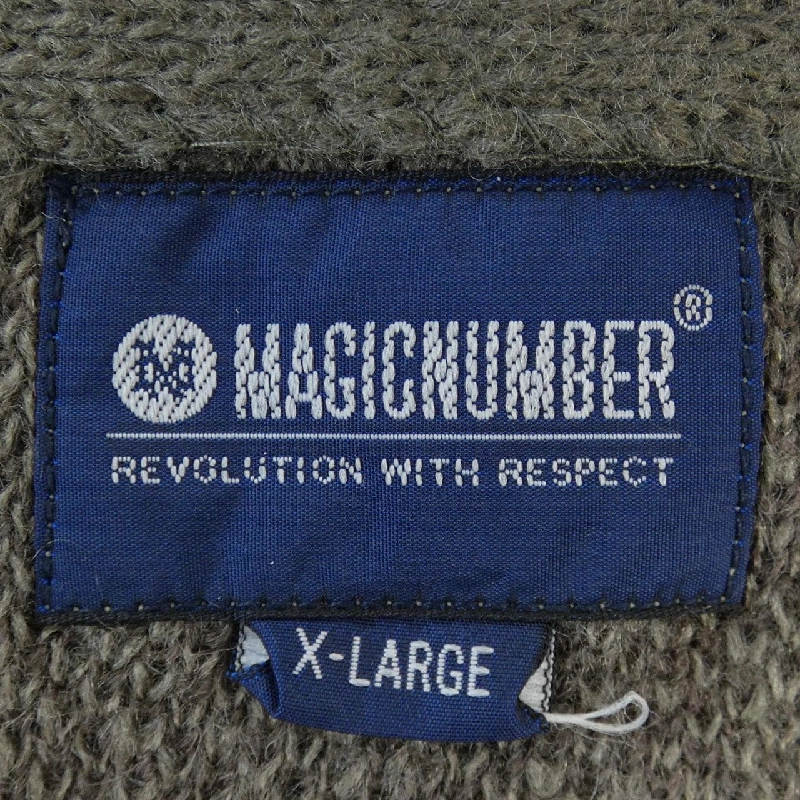 MAGICNUMBER®
REVOLUTION WITH RESPECT
X-LARGE